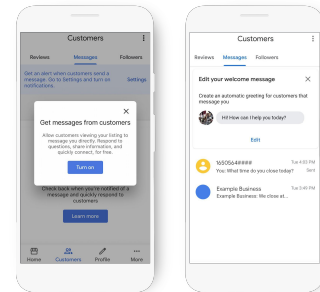 Customers
Reviews Messages Followers
Get an alert when customers send a
message. Go to Settings and turn on
notifications.
Settings
Get messages from customers
Allow customers viewing your listing to
message you directly. Respond to
questions, share information, and
quickly connect, for free.
Turn on
Check back when you're notified of a
message and quickly respond to
customers
Learn more
Home Customers Profile More
Customers
Reviews Messages Followers
Edit your welcome message
Create an automatic greeting for customers that
message you
Hi! How can I help you today?
Edit
1650564#####
Tue 4:03 PM
You: What time do you close today?
Sent
Example Business
Tue 3:45 PM
Example Business: We close at...